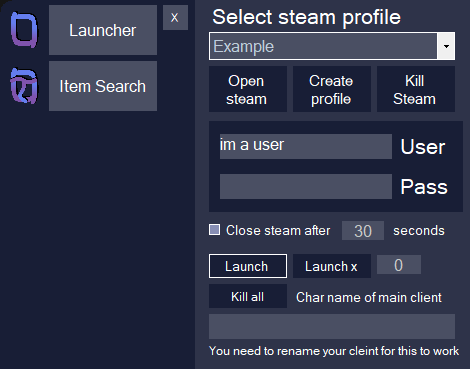 Launcher
X
Item Search
Select steam profile
Example
Open
steam
Create
profile
Kill
Steam
im a user
User
Pass
Close steam after 30 seconds
Launch
Launch x
0
Kill all
Char name of main client
You need to rename your cleint for this to work